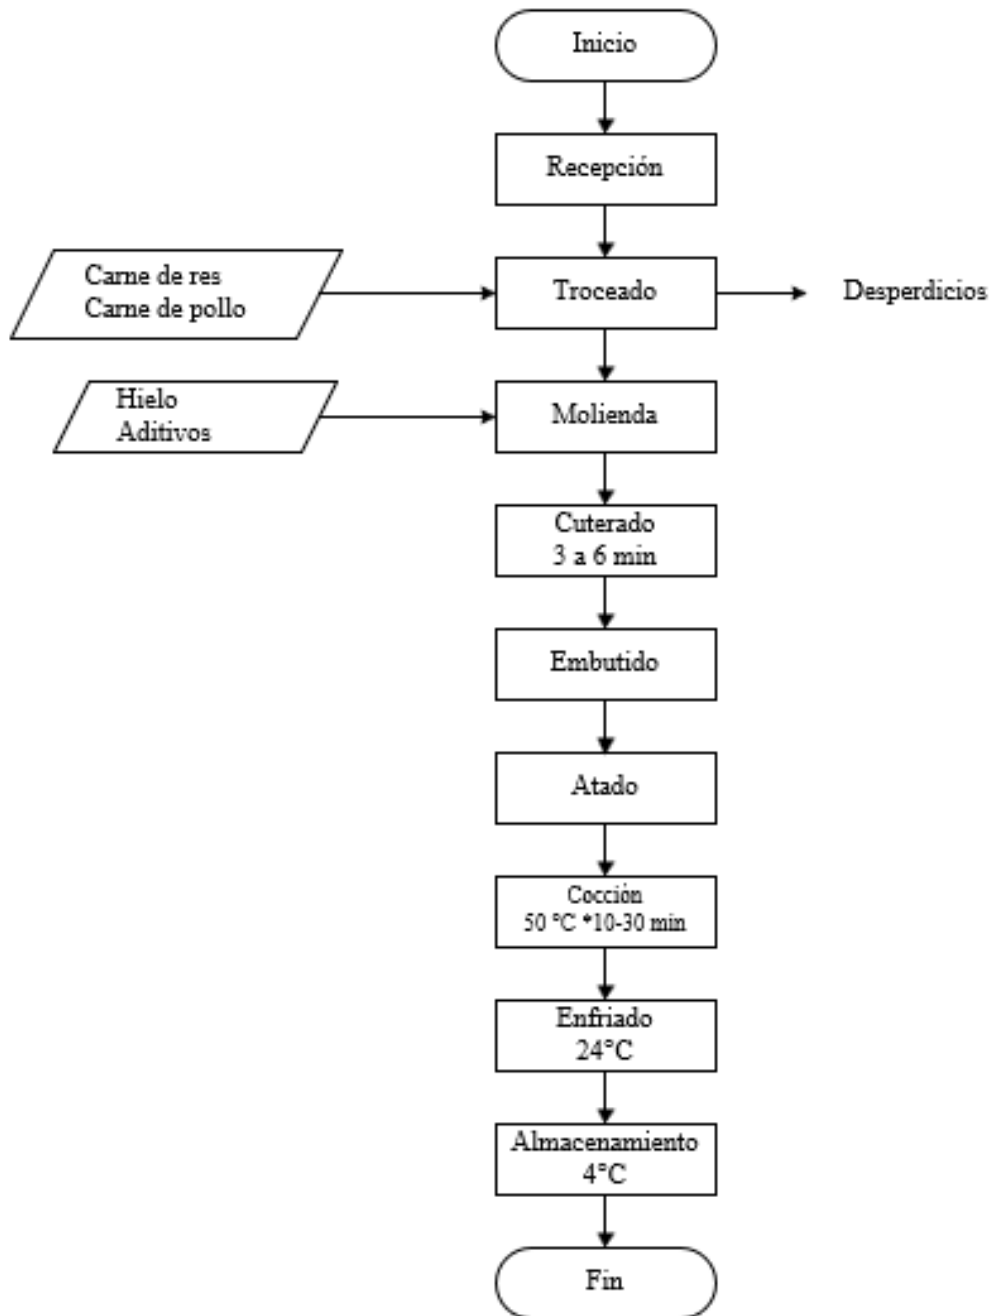 Inicio
Recepción
Carne de res
Carne de pollo
Troceado
Desperdicios
Hielo
Aditivos
Molienda
Cuterado
3 a 6 min
Embutido
Atado
Cocción
50 °C *10-30 min
Enfriado
24°C
Almacenamiento
4°C
Fin